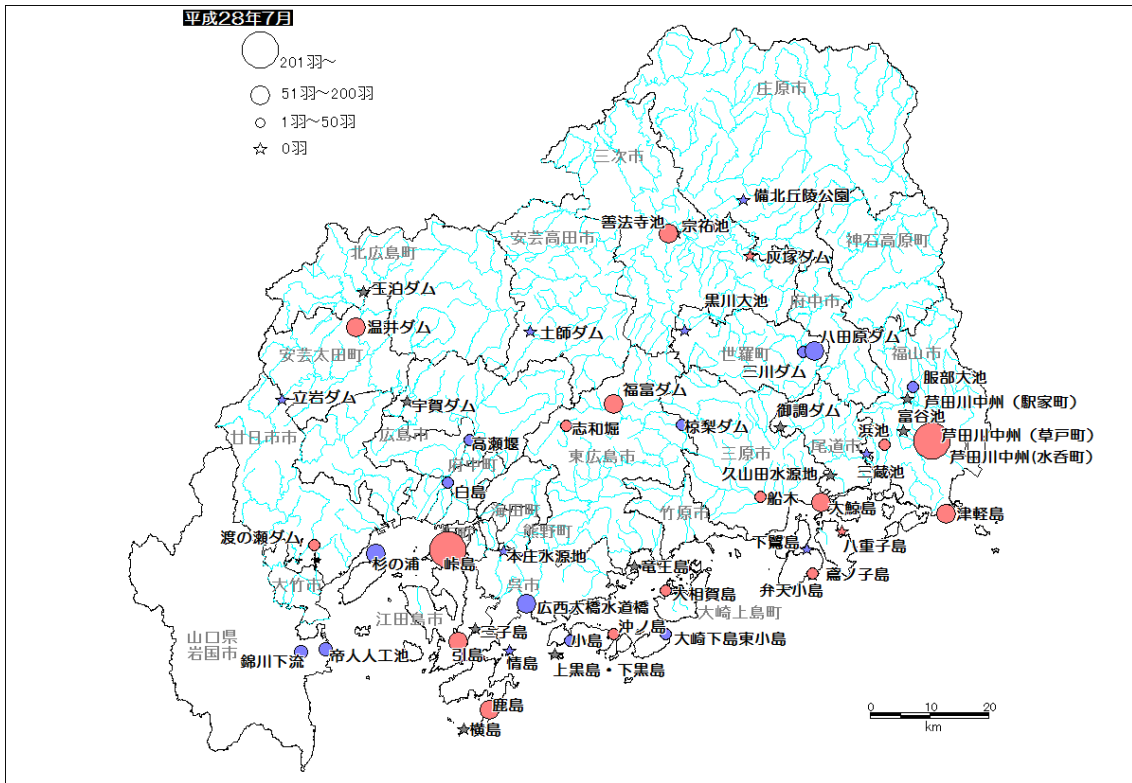 平成28年7月
201羽～
51羽～200羽
1羽～50羽
0羽
庄原市
三次市
備北丘陵公園
善法寺池
宗祐池
安芸高田市
神石高原町
北広島町
灰塚ダム
玉泊ダム
黒川大池
府中市
温井ダム
土師ダム
八田原ダム
安芸太田町
世羅町
福山市
三川ダム
服部大池
立岩ダム
宇賀ダム
福富ダム
芦田川中州（駅家町）
御調ダム
富谷池
廿日市市
広島市
志和堀
椋梨ダム
浜池
芦田川中州（草戸町）
高瀬堰
東広島市
三原市
尾道市
芦田川中州(水呑町）
府中町
久山田水源地
三蔵池
白島
船木
大鯨島
海田町
竹原市
津軽島
熊野町
渡の瀬ダム
下鷺島
八重子島
杉の浦
峠島
本庄水源地
竜王島
大竹市
呉市
弁天小島
鳶ノ子島
大相賀島
江田島市
広西大橋水道橋
大崎上島町
三子島
沖ノ島
山口県
岩国市
引島
小島
大崎下島東小島
錦川下流
帝人人工池
情島
上黒島・下黒島
鹿島
横島
0 10 20
km